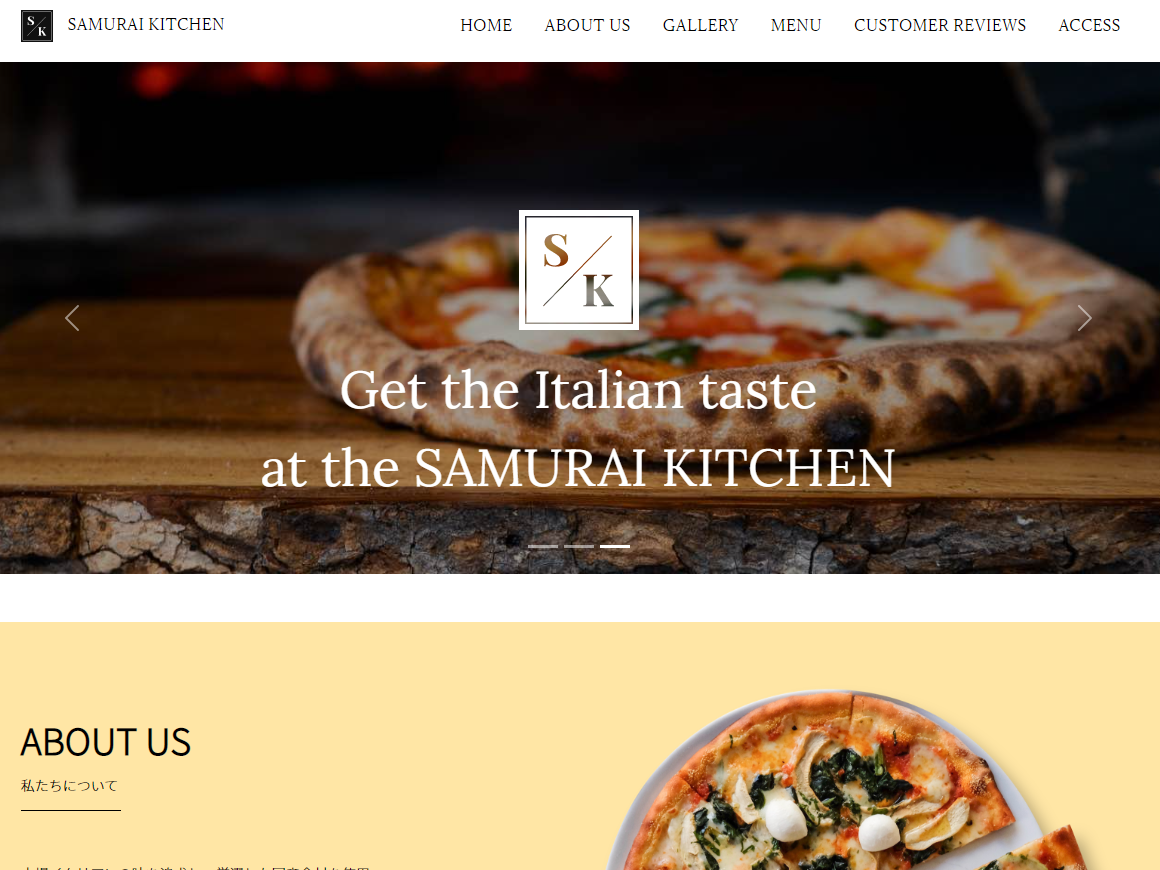 S K SAMURAI KITCHEN HOME ABOUT US GALLERY MENU CUSTOMER REVIEWS ACCESS
S
K
Get the Italian taste
at the SAMURAI KITCHEN
ABOUT US
私たちについて